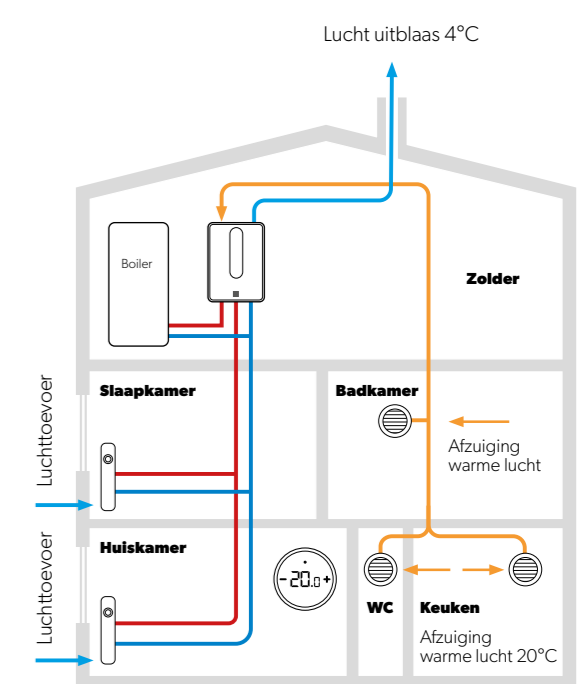 Lucht uitblaas 4°C
Boiler
Zolder
Slaapkamer
Badkamer
Luchttoevoer
Afzuiging
warme lucht
Huiskamer
Luchttoevoer
-20.0+
WC
Keuken
Afzuiging
warme lucht 20°C